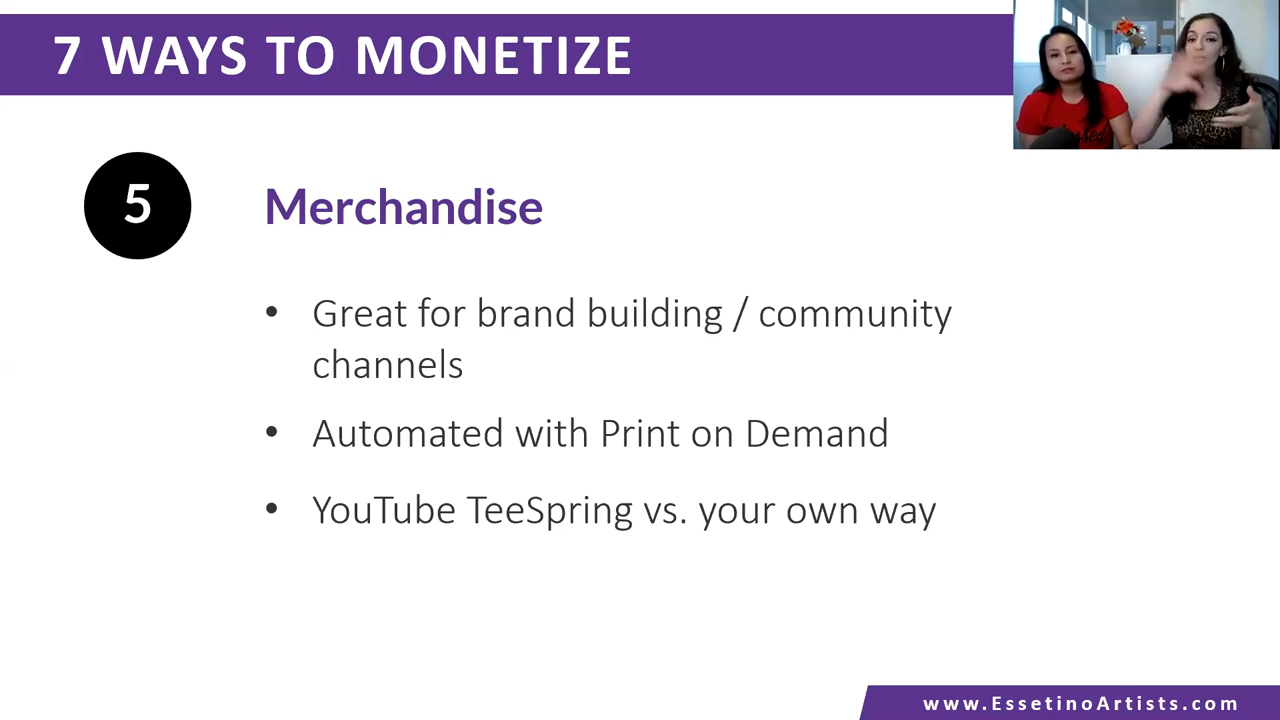 7 WAYS TO MONETIZE
5
Merchandise
• Great for brand building / community
channels
• Automated with Print on Demand
• YouTube TeeSpring vs. your own way
www.EssetinoArtists.com